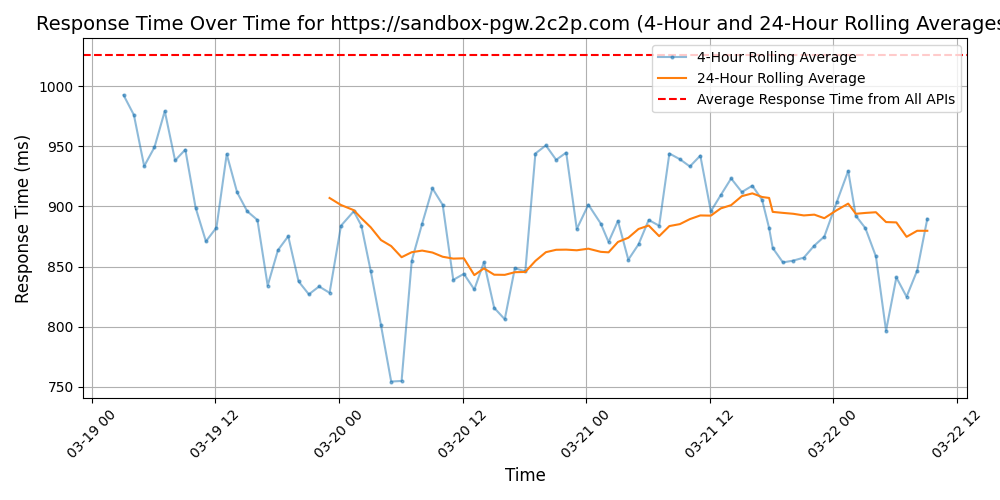 Response Time Over Time for https://sandbox-pgw.2c2p.com (4-Hour and 24-Hour Rolling Averages
4-Hour Rolling Average
24-Hour Rolling Average
Average Response Time from All APIs
Response Time (ms)
1000
950
900
850
800
750
03-19 00
03-19 12
03-20 00
03-20 12
03-21 00
03-21 12
03-22 00
03-22 12
Time